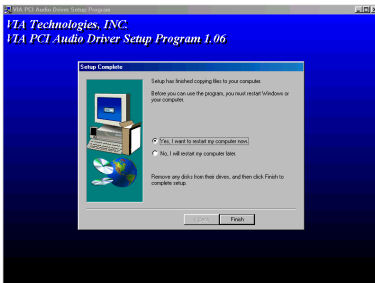 VIA PCI Audio Driver Setup Program
VIA Technologies, INC.
VIA PCI Audio Driver Setup Program 1.06
Setup Complete
Setup has finished copying files to your computer.
Before you can use the program, you must restart Windows or
your computer.
Yes, I want to restart my computer now.
No, I will restart my computer later.
Remove any disks from their drives, and then click Finish to
complete setup.
< Back
Finish